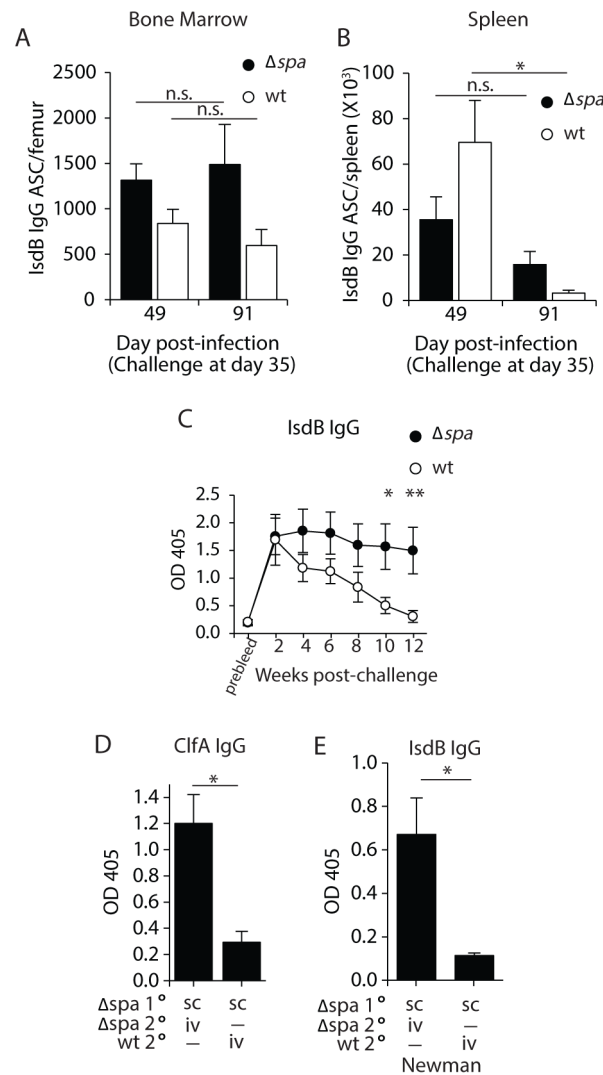 Bone Marrow
A
Δspa
wt
n.s.
n.s.
2500
2000
1500
1000
500
0
IsdB IgG ASC/femur
49 91
Day post-infection
(Challenge at day 35)
Spleen
B
*
n.s.
Δspa
wt
100
80
60
40
20
0
IsdB IgG ASC/spleen (X10³)
49 91
Day post-infection
(Challenge at day 35)
C
IsdB IgG
Δspa
wt
* **
2.5
2.0
1.5
1.0
0.5
0.0
OD 405
prebleed 2 4 6 8 10 12
Weeks post-challenge
D
ClfA IgG
*
1.4
1.2
1.0
0.8
0.6
0.4
0.2
0.0
OD 405
Δspa 1° sc sc
Δspa 2° iv –
wt 2° – iv
E
IsdB IgG
*
1.0
0.8
0.6
0.4
0.2
0.0
OD 405
Δspa 1° sc sc
Δspa 2° iv –
wt 2° – iv
Newman